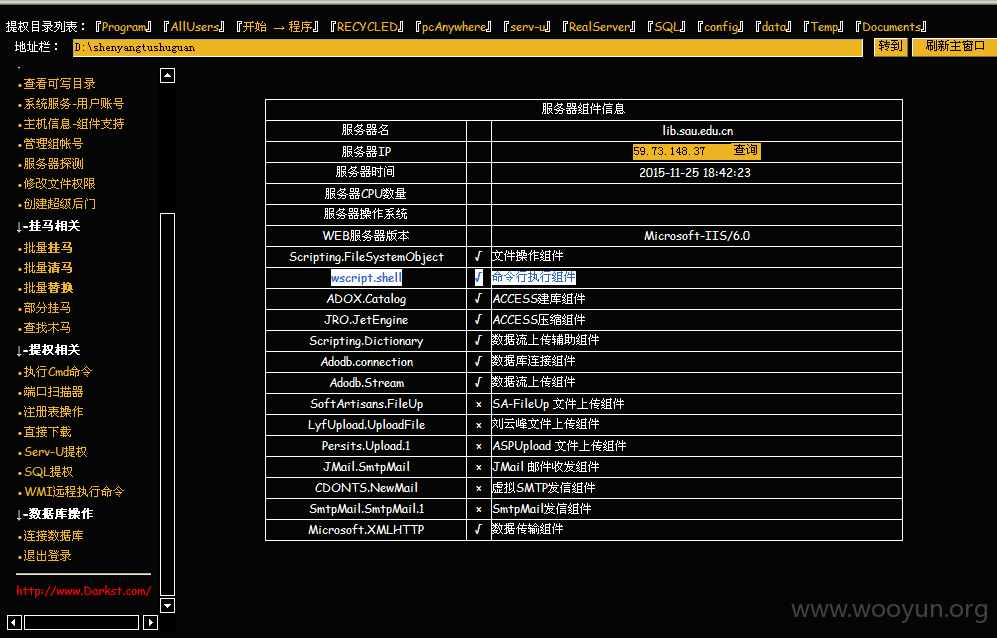 提权目录列表： 『Program』 『AllUsers』 『开始 → 程序』 『RECYCLED』 『pcAnywhere』 『serv-u』 『RealServer』 『SQL』 『config』 『data』 『Temp』 『Documents』
地址栏： D:\shenyangtushuguan 转到 刷新主窗口
•查看可写目录
•系统服务-用户账号
•主机信息-组件支持
•管理组帐号
•服务器探测
•修改文件权限
•创建超级后门
↓-挂马相关
•批量挂马
•批量清马
•批量替换
•部分挂马
•查找木马
↓-提权相关
•执行Cmd命令
•端口扫描器
•注册表操作
•直接下载
•Serv-U提权
•SQL提权
•WMI远程执行命令
↓-数据库操作
•连接数据库
•退出登录
http://www.Darkst.com/
服务器组件信息
服务器名 lib.sau.edu.cn
服务器IP 59.73.148.37 查询
服务器时间 2015-11-25 18:42:23
服务器CPU数量
服务器操作系统
WEB服务器版本 Microsoft-IIS/6.0
Scripting.FileSystemObject √ 文件操作组件
wscript.shell √ 命令行执行组件
ADOX.Catalog √ ACCESS建库组件
JRO.JetEngine √ ACCESS压缩组件
Scripting.Dictionary √ 数据流上传辅助组件
Adodb.connection √ 数据库连接组件
Adodb.Stream √ 数据流上传组件
SoftArtisans.FileUp × SA-FileUp 文件上传组件
LyfUpload.UploadFile × 刘云峰文件上传组件
Persits.Upload.1 × ASPUpload 文件上传组件
JMail.SmtpMail × JMail 邮件收发组件
CDONTS.NewMail × 虚拟SMTP发信组件
SmtpMail.SmtpMail.1 × SmtpMail发信组件
Microsoft.XMLHTTP √ 数据传输组件
www.wooyun.org